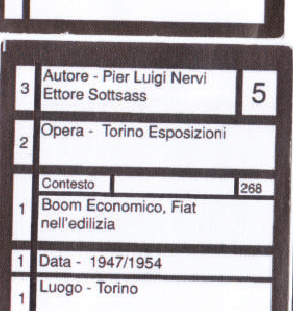 3 Autore - Pier Luigi Nervi
Ettore Sottsass 5
2 Opera - Torino Esposizioni
Contesto 268
1 Boom Economico, Fiat
nell'edilizia
1 Data - 1947/1954
1 Luogo - Torino